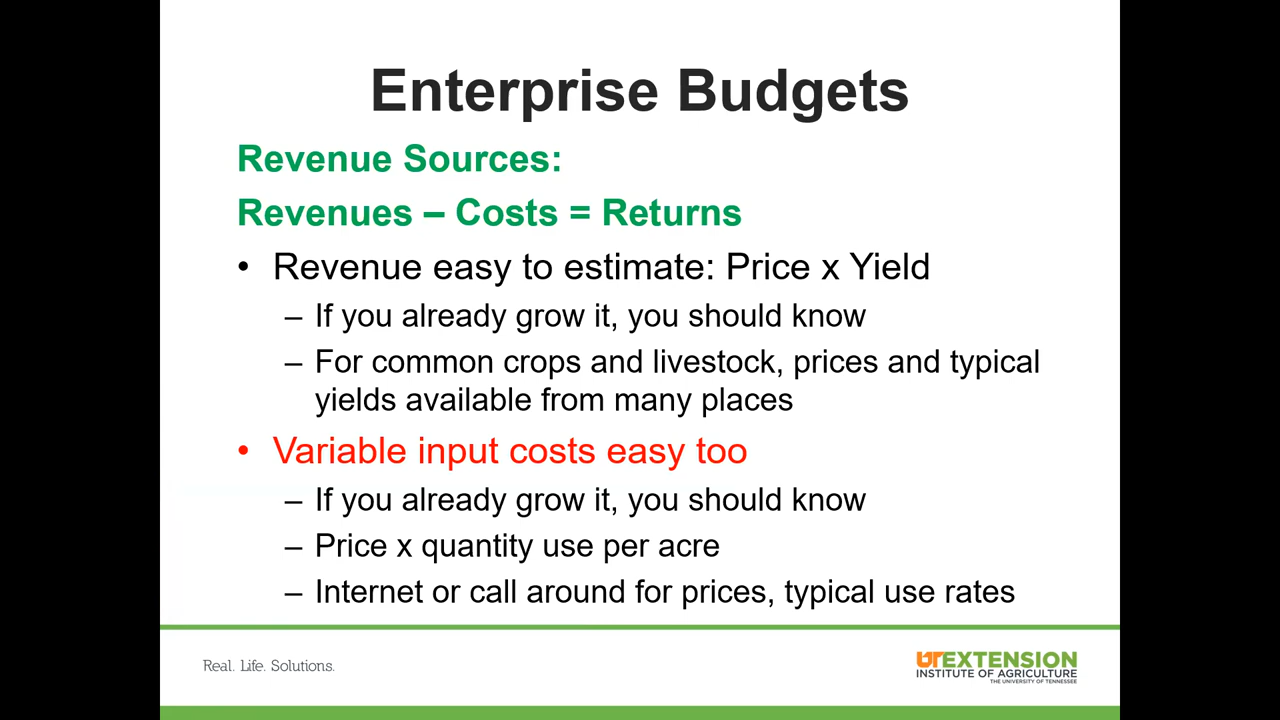 Enterprise Budgets
Revenue Sources:
Revenues – Costs = Returns
• Revenue easy to estimate: Price x Yield
– If you already grow it, you should know
– For common crops and livestock, prices and typical
yields available from many places
• Variable input costs easy too
– If you already grow it, you should know
– Price x quantity use per acre
– Internet or call around for prices, typical use rates
Real. Life. Solutions.
UTEXTENSION
INSTITUTE OF AGRICULTURE
THE UNIVERSITY OF TENNESSEE